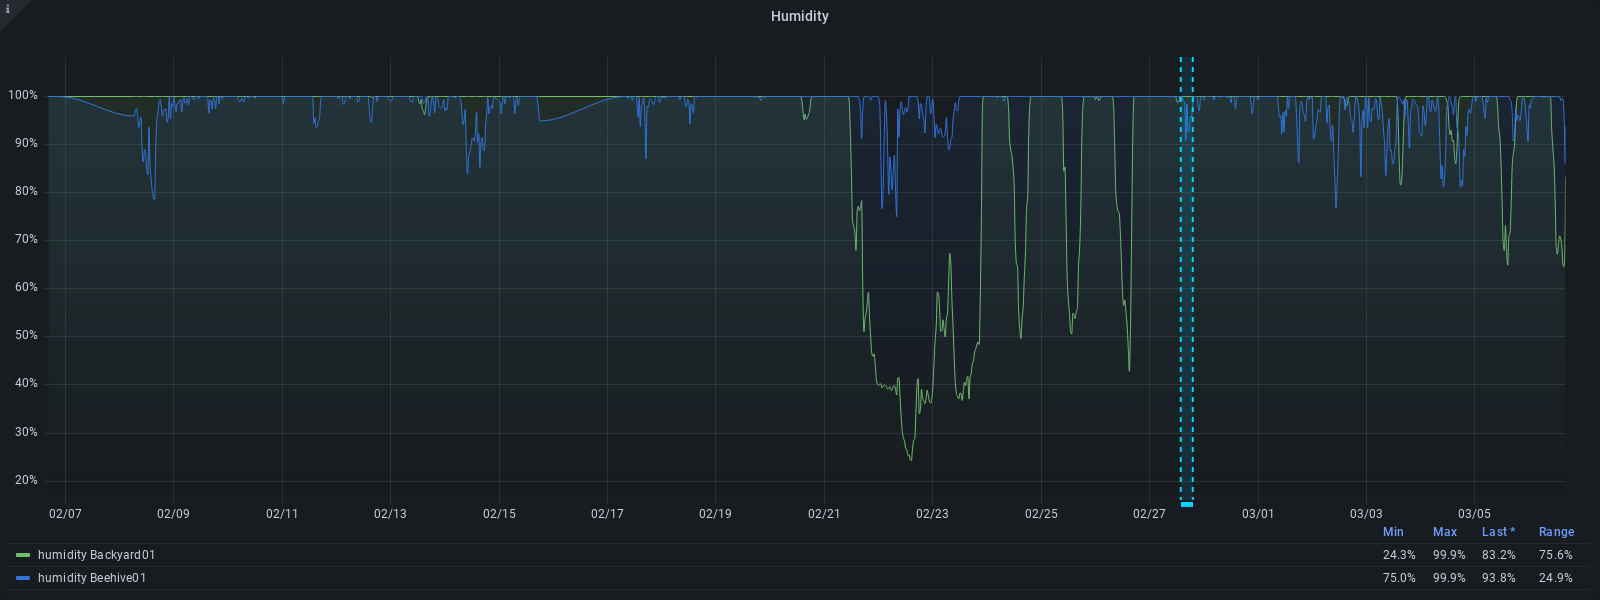 i
Humidity
100%
90%
80%
70%
60%
50%
40%
30%
20%
02/07 02/09 02/11 02/13 02/15 02/17 02/19 02/21 02/23 02/25 02/27 03/01 03/03 03/05
Min Max Last * Range
humidity Backyard01 24.3% 99.9% 83.2% 75.6%
humidity Beehive01 75.0% 99.9% 93.8% 24.9%